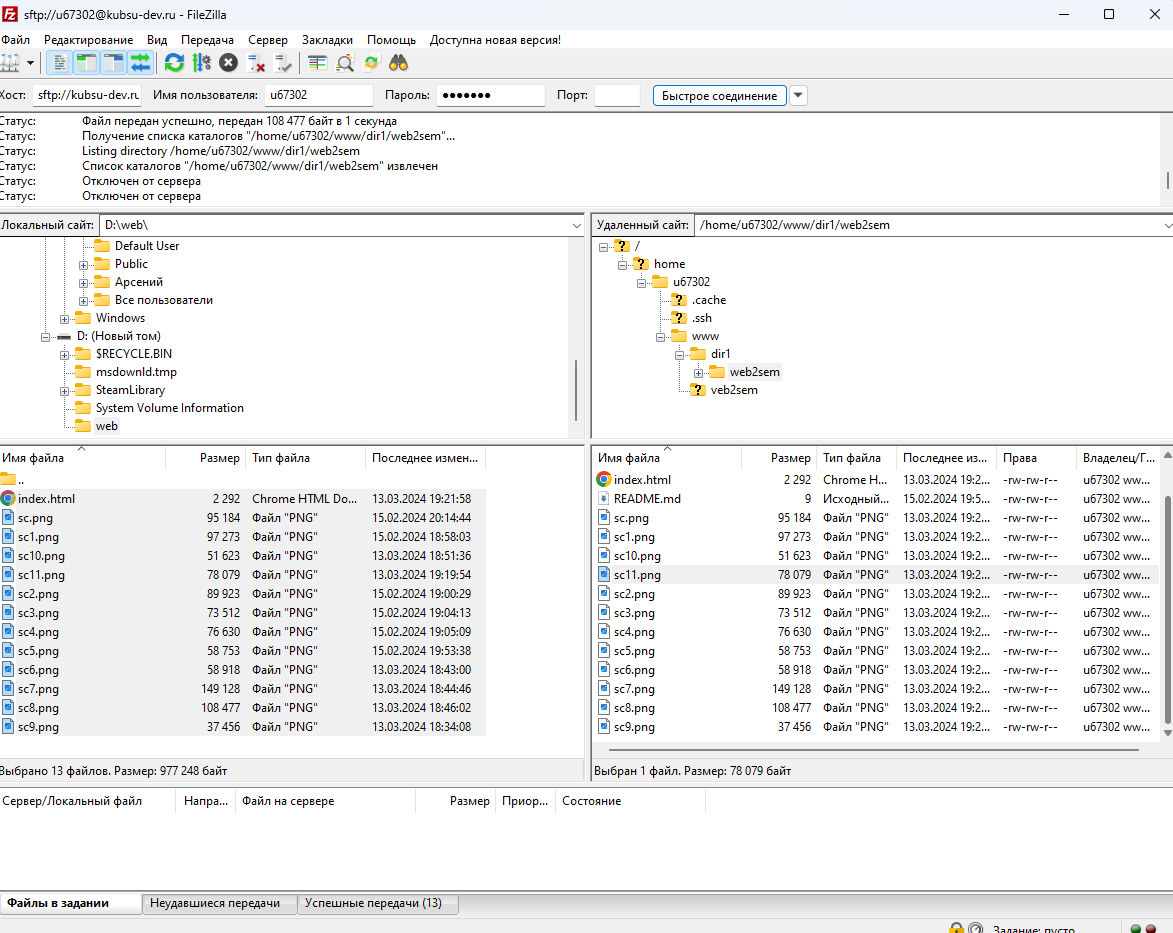 sftp://u67302@kubsu-dev.ru - FileZilla
Файл Редактирование Вид Передача Сервер Закладки Помощь Доступна новая версия!
Хост: sftp://kubsu-dev.ru Имя пользователя: u67302 Пароль: ●●●●●●● Порт: Быстрое соединение
Статус: Файл передан успешно, передан 108 477 байт в 1 секунда
Статус: Получение списка каталогов "/home/u67302/www/dir1/web2sem"...
Статус: Listing directory /home/u67302/www/dir1/web2sem
Статус: Список каталогов "/home/u67302/www/dir1/web2sem" извлечен
Статус: Отключен от сервера
Статус: Отключен от сервера
Локальный сайт: D:\web\
Default User
Public
Арсений
Все пользователи
Windows
D: (Новый том)
$RECYCLE.BIN
msdownld.tmp
SteamLibrary
System Volume Information
web
Удаленный сайт: /home/u67302/www/dir1/web2sem
/
home
u67302
.cache
.ssh
www
dir1
web2sem
veb2sem
Имя файла Размер Тип файла Последнее измен...
..
index.html 2 292 Chrome HTML Do... 13.03.2024 19:21:58
sc.png 95 184 Файл "PNG" 15.02.2024 20:14:44
sc1.png 97 273 Файл "PNG" 15.02.2024 18:58:03
sc10.png 51 623 Файл "PNG" 13.03.2024 18:51:36
sc11.png 78 079 Файл "PNG" 13.03.2024 19:19:54
sc2.png 89 923 Файл "PNG" 15.02.2024 19:00:29
sc3.png 73 512 Файл "PNG" 15.02.2024 19:04:13
sc4.png 76 630 Файл "PNG" 15.02.2024 19:05:09
sc5.png 58 753 Файл "PNG" 15.02.2024 19:53:38
sc6.png 58 918 Файл "PNG" 13.03.2024 18:43:00
sc7.png 149 128 Файл "PNG" 13.03.2024 18:44:46
sc8.png 108 477 Файл "PNG" 13.03.2024 18:46:02
sc9.png 37 456 Файл "PNG" 13.03.2024 18:34:08
Выбрано 13 файлов. Размер: 977 248 байт
Имя файла Размер Тип файла Последнее из... Права Владелец/Г...
index.html 2 292 Chrome H... 13.03.2024 19:2... -rw-rw-r-- u67302 ww...
README.md 9 Исходный... 15.02.2024 19:5... -rw-rw-r-- u67302 ww...
sc.png 95 184 Файл "PNG" 13.03.2024 19:2... -rw-rw-r-- u67302 ww...
sc1.png 97 273 Файл "PNG" 13.03.2024 19:2... -rw-rw-r-- u67302 ww...
sc10.png 51 623 Файл "PNG" 13.03.2024 19:2... -rw-rw-r-- u67302 ww...
sc11.png 78 079 Файл "PNG" 13.03.2024 19:2... -rw-rw-r-- u67302 ww...
sc2.png 89 923 Файл "PNG" 13.03.2024 19:2... -rw-rw-r-- u67302 ww...
sc3.png 73 512 Файл "PNG" 13.03.2024 19:2... -rw-rw-r-- u67302 ww...
sc4.png 76 630 Файл "PNG" 13.03.2024 19:2... -rw-rw-r-- u67302 ww...
sc5.png 58 753 Файл "PNG" 13.03.2024 19:2... -rw-rw-r-- u67302 ww...
sc6.png 58 918 Файл "PNG" 13.03.2024 19:2... -rw-rw-r-- u67302 ww...
sc7.png 149 128 Файл "PNG" 13.03.2024 19:2... -rw-rw-r-- u67302 ww...
sc8.png 108 477 Файл "PNG" 13.03.2024 19:2... -rw-rw-r-- u67302 ww...
sc9.png 37 456 Файл "PNG" 13.03.2024 19:2... -rw-rw-r-- u67302 ww...
Выбран 1 файл. Размер: 78 079 байт
Сервер/Локальный файл Напра... Файл на сервере Размер Приор... Состояние
Файлы в задании Неудавшиеся передачи Успешные передачи (13)
Задание: пусто